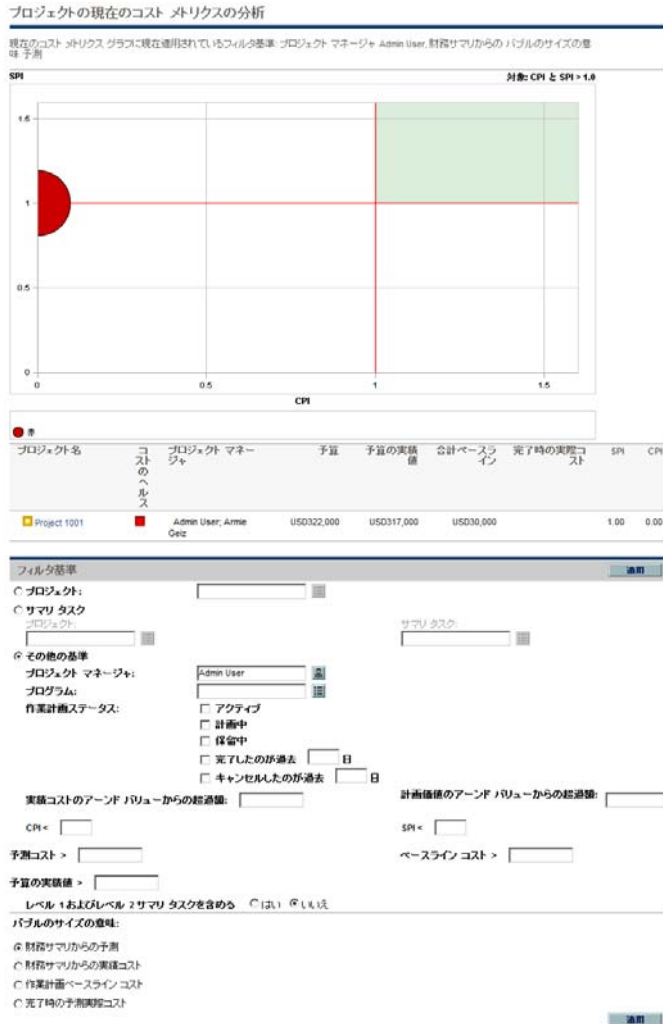 プロジェクトの現在のコスト メトリクスの分析
現在のコスト メトリクス グラフに現在適用されているフィルタ基準: プロジェクト マネージャ Admin User, 財務サマリからの バブルのサイズの意
味 予測
SPI
対象: CPI と SPI > 1.0
1.5
1
0.5
0
0
0.5
1
1.5
CPI
赤
プロジェクト名
コストのヘルス
プロジェクト マネージャ
予算
予算の実績値
合計ベースライン
完了時の実際コスト
SPI
CPI
Project 1001
Admin User; Armie Geiz
USD322,000
USD317,000
USD30,000
1.00
0.00
フィルタ基準
適用
プロジェクト:
サマリ タスク
プロジェクト:
サマリ タスク:
その他の基準
プロジェクト マネージャ:
Admin User
プログラム:
作業計画ステータス:
アクティブ
計画中
保留中
完了したのが過去 日
キャンセルしたのが過去 日
実績コストのアーンド バリューからの超過額:
計画価値のアーンド バリューからの超過額:
CPI <
SPI <
予測コスト >
ベースライン コスト >
予算の実績値 >
レベル 1およびレベル 2サマリ タスクを含める はい いいえ
バブルのサイズの意味:
財務サマリからの予測
財務サマリからの実績コスト
作業計画ベースライン コスト
完了時の予測実際コスト
適用